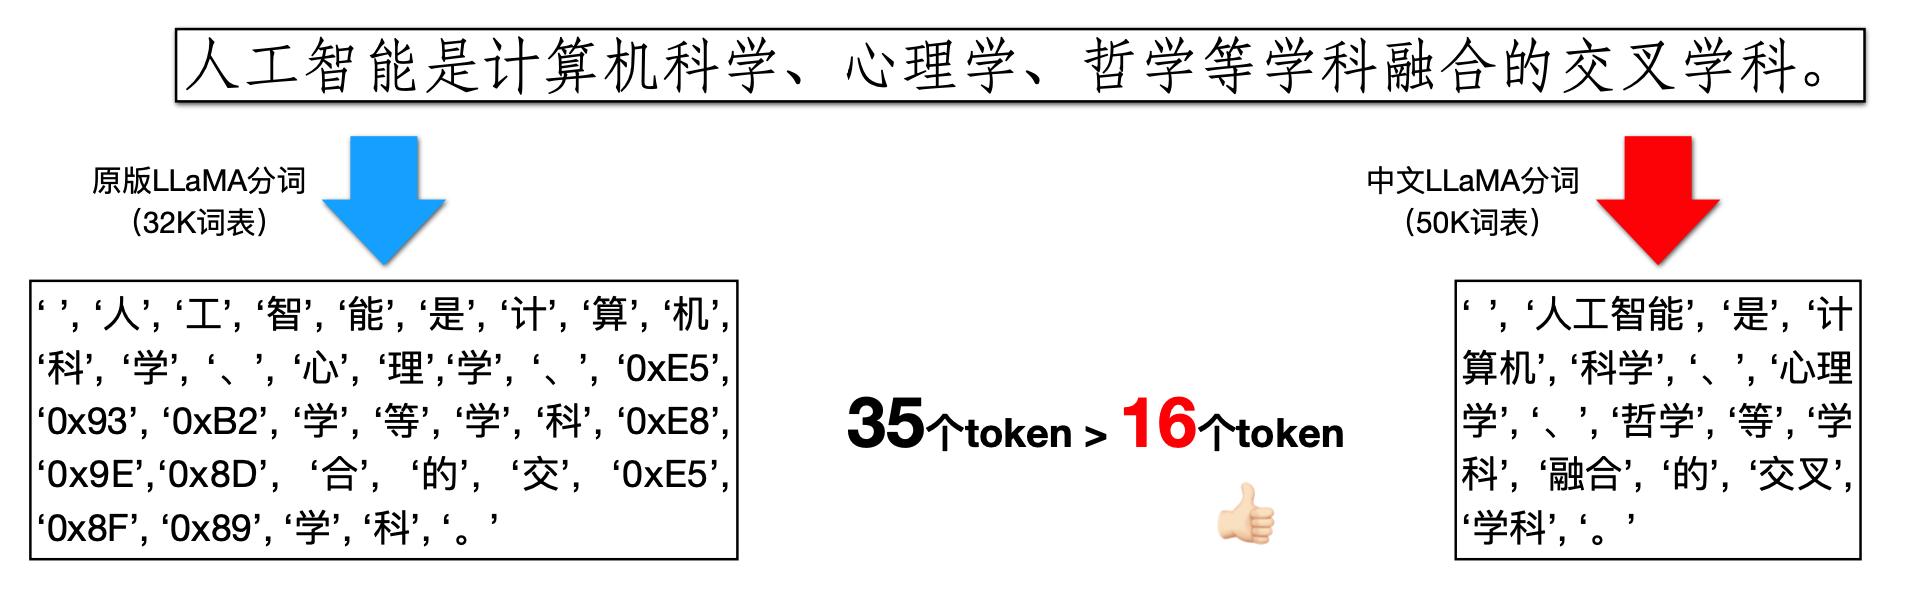 人工智能是计算机科学、心理学、哲学等学科融合的交叉学科。
原版LLaMA分词
（32K词表）
中文LLaMA分词
（50K词表）
‘ ’, ‘人’, ‘工’, ‘智’, ‘能’, ‘是’, ‘计’, ‘算’, ‘机’,
‘科’, ‘学’, ‘、’, ‘心’, ‘理’,‘学’, ‘、’, ‘0xE5’,
‘0x93’, ‘0xB2’, ‘学’, ‘等’, ‘学’, ‘科’, ‘0xE8’,
‘0x9E’,‘0x8D’, ‘合’, ‘的’, ‘交’, ‘0xE5’,
‘0x8F’, ‘0x89’, ‘学’, ‘科’, ‘。’
35个token > 16个token
‘ ’, ‘人工智能’, ‘是’, ‘计
算机’, ‘科学’, ‘、’, ‘心理
学’, ‘、’, ‘哲学’, ‘等’, ‘学
科’, ‘融合’, ‘的’, ‘交叉’,
‘学科’, ‘。’